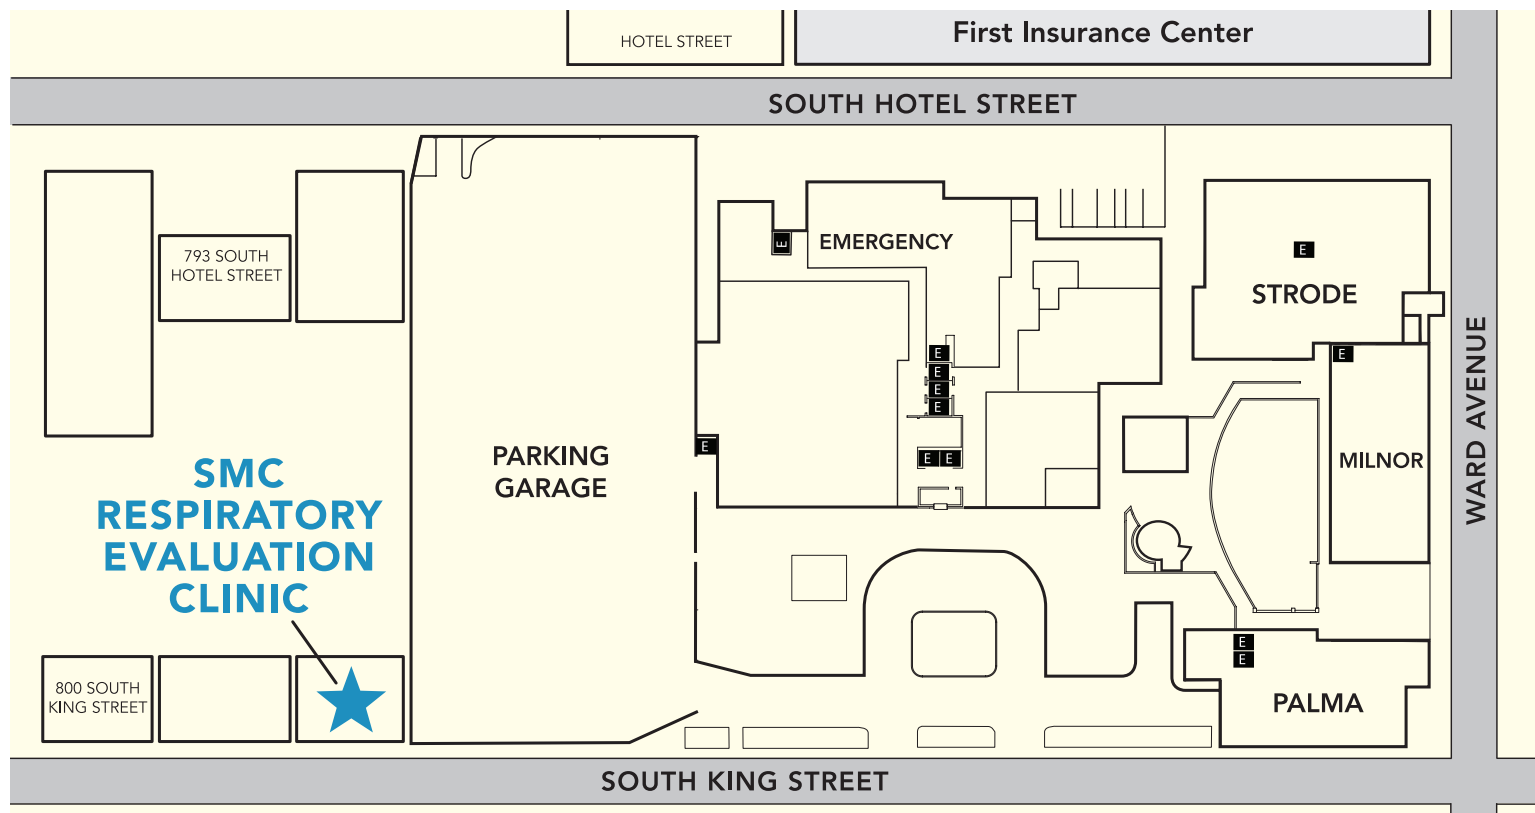 HOTEL STREET
First Insurance Center
SOUTH HOTEL STREET
793 SOUTH
HOTEL STREET
E
EMERGENCY
E
STRODE
E
E
E
E
E
E
E
E
PARKING
GARAGE
MILNOR
WARD AVENUE
SMC
RESPIRATORY
EVALUATION
CLINIC
E
E
800 SOUTH
KING STREET
PALMA
SOUTH KING STREET